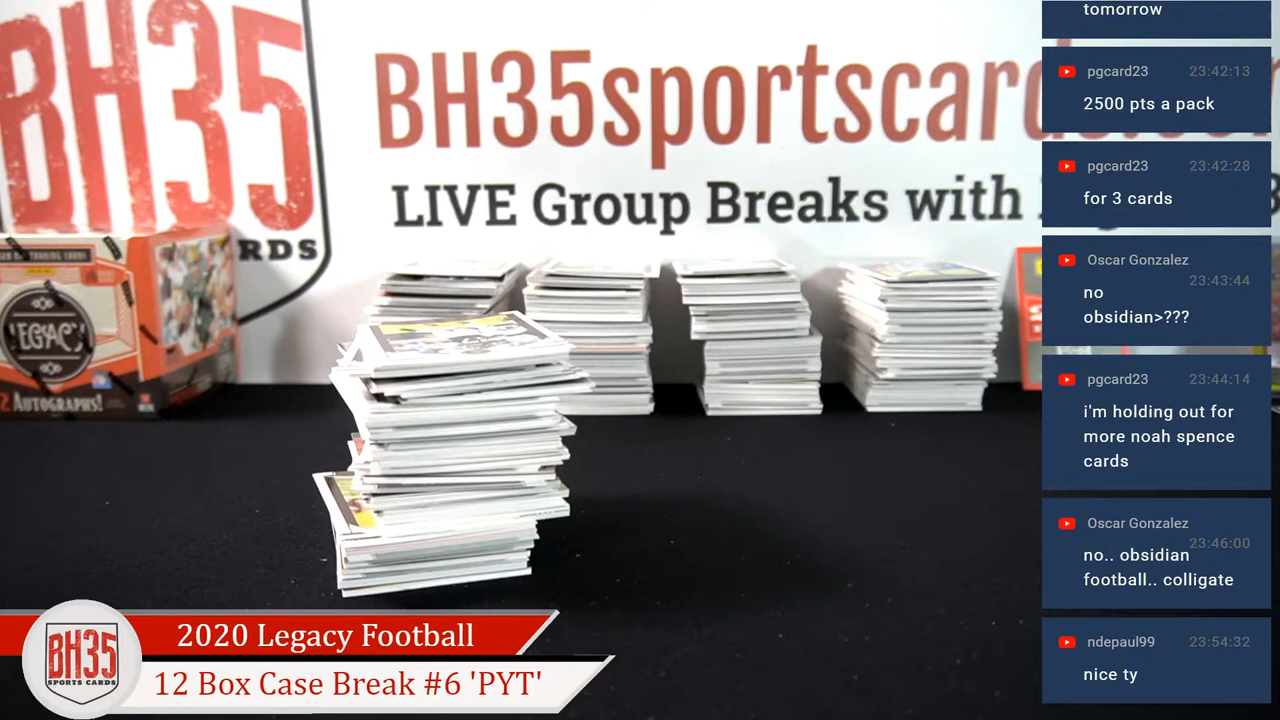 BH35
RDS
BH35sportscards.co
LIVE Group Breaks with
LEGACY
2 AUTOGRAPHS!
tomorrow
pgcard23 23:42:13
2500 pts a pack
pgcard23 23:42:28
for 3 cards
Oscar Gonzalez
23:43:44
no
obsidian>???
pgcard23 23:44:14
i'm holding out for
more noah spence
cards
Oscar Gonzalez
23:46:00
no.. obsidian
football.. colligate
ndepaul99 23:54:32
nice ty
BH35
SPORTS CARDS
2020 Legacy Football
12 Box Case Break #6 'PYT'